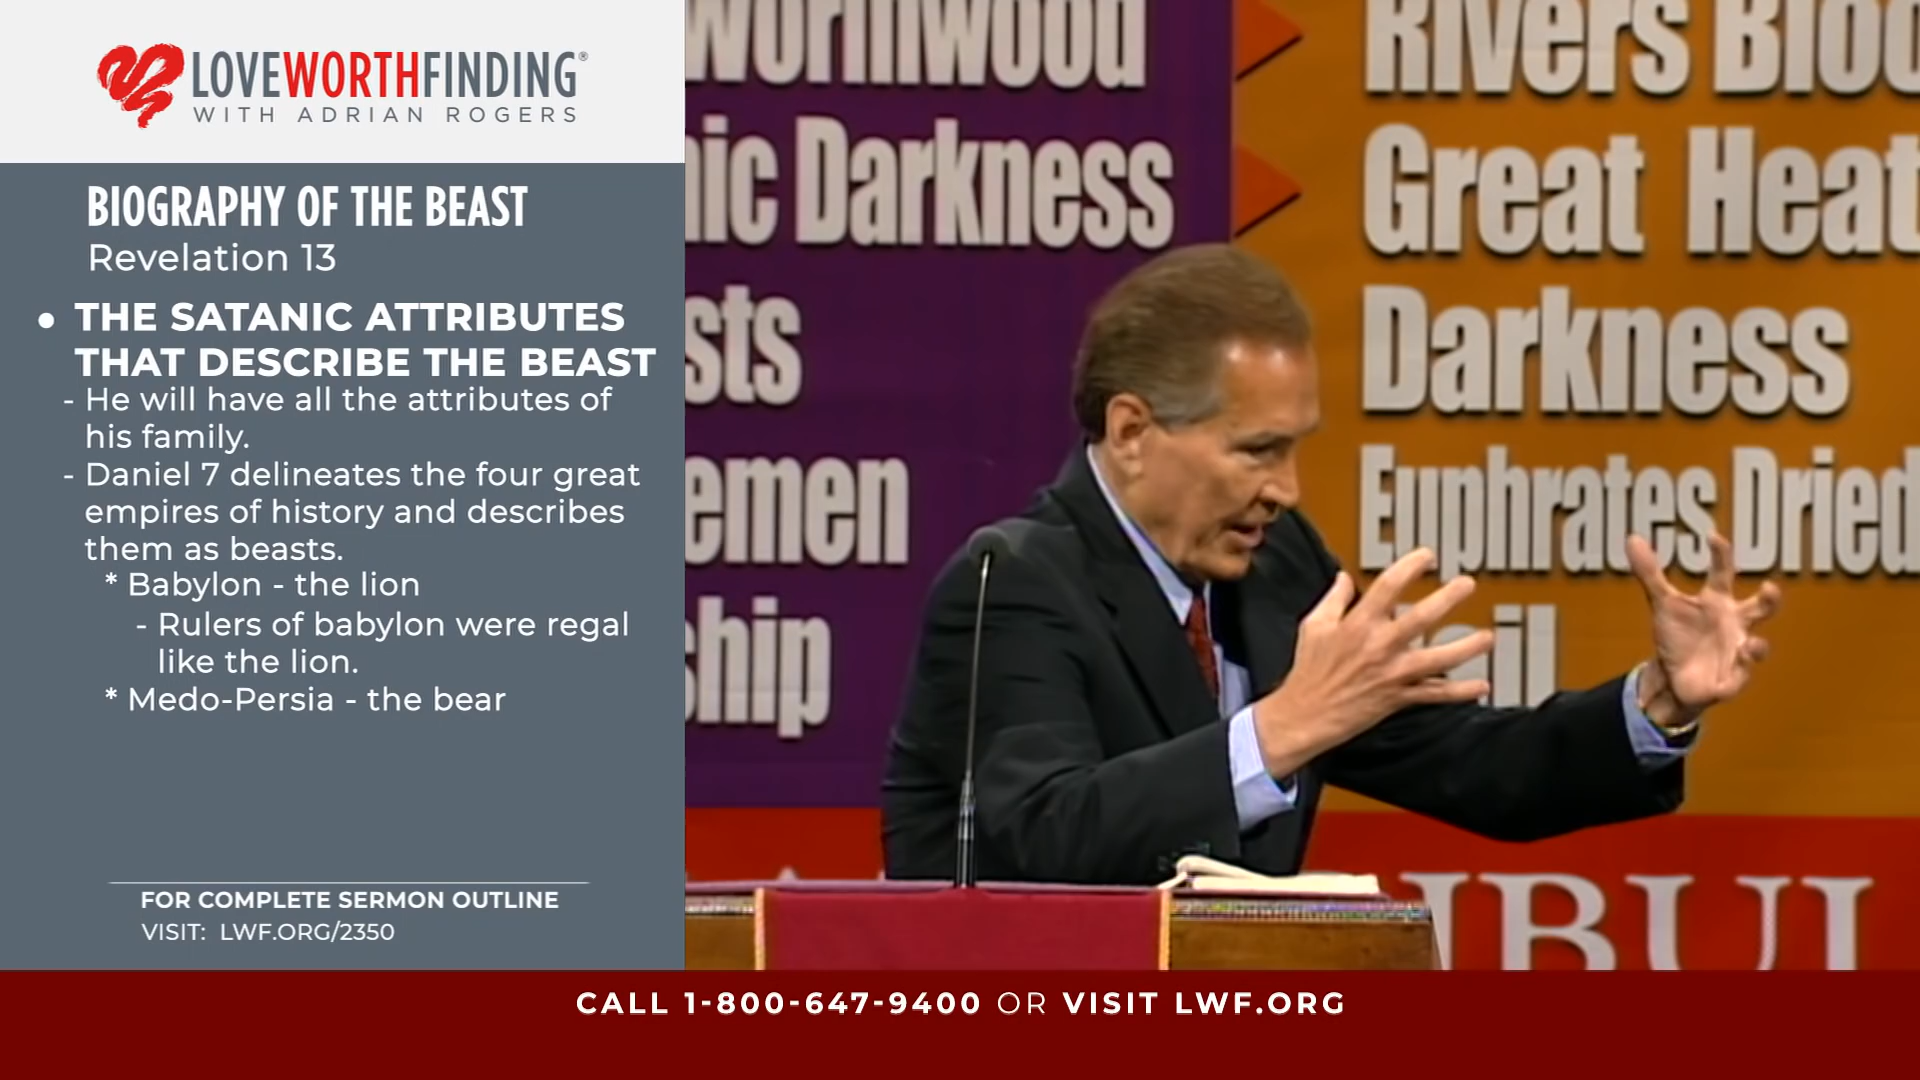 LOVEWORTHFINDING®
WITH ADRIAN ROGERS
BIOGRAPHY OF THE BEAST
Revelation 13
• THE SATANIC ATTRIBUTES
THAT DESCRIBE THE BEAST
- He will have all the attributes of
his family.
- Daniel 7 delineates the four great
empires of history and describes
them as beasts.
* Babylon - the lion
- Rulers of babylon were regal
like the lion.
* Medo-Persia - the bear
FOR COMPLETE SERMON OUTLINE
VISIT: LWF.ORG/2350
Wormwood
nic Darkness
sts
emen
ship
Rivers Bloo
Great Heat
Darkness
Euphrates Dried
ail
IBUL
CALL 1-800-647-9400 OR VISIT LWF.ORG